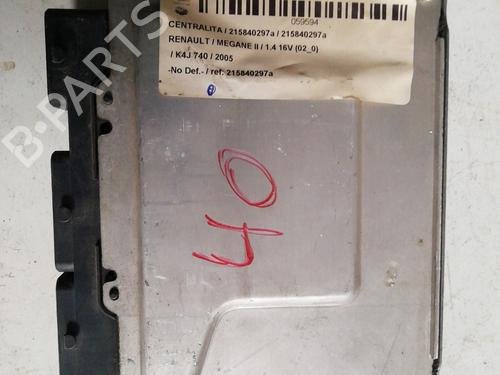 059594
CENTRALITA / 215840297a / 215840297a
RENAULT / MEGANE II / 1.4 16V (02_0)
/ K4J 740 / 2005
-No Def.- / ref: 215840297a
40
B-PARTS